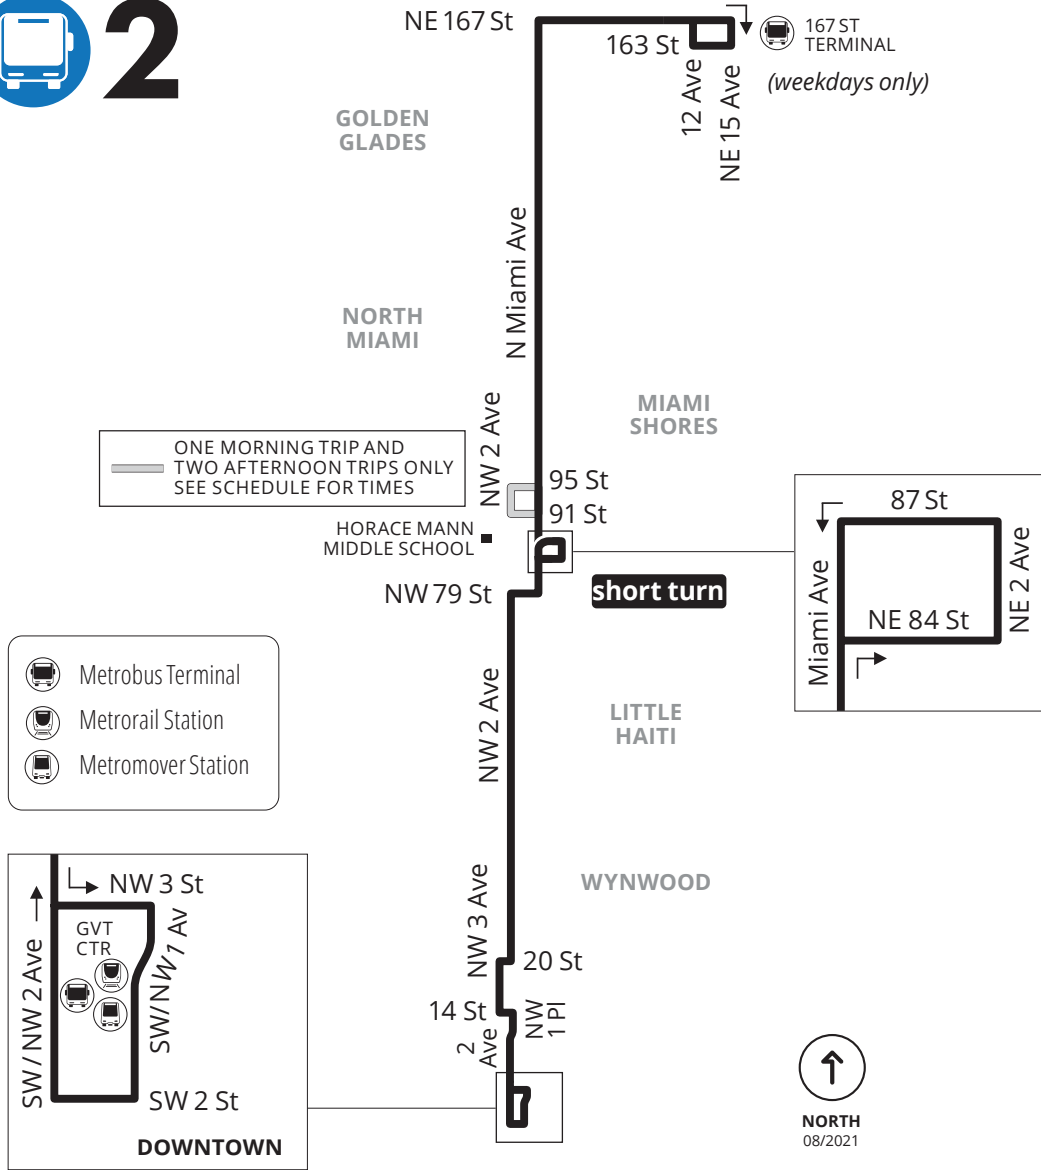 2
NE 167 St
163 St
12 Ave
NE 15 Ave
167 ST
TERMINAL
(weekdays only)
GOLDEN
GLADES
N Miami Ave
NORTH
MIAMI
MIAMI
SHORES
NW 2 Ave
ONE MORNING TRIP AND
TWO AFTERNOON TRIPS ONLY
SEE SCHEDULE FOR TIMES
95 St
91 St
HORACE MANN
MIDDLE SCHOOL
NW 79 St
short turn
87 St
Miami Ave
NE 84 St
NE 2 Ave
Metrobus Terminal
Metrorail Station
Metromover Station
NW 2 Ave
LITTLE
HAITI
WYNWOOD
NW 3 Ave
20 St
14 St
NW
1 Pl
2
Ave
NW 3 St
GVT
CTR
SW/NW 2 Ave
SW/NW 1 Av
SW 2 St
DOWNTOWN
NORTH
08/2021